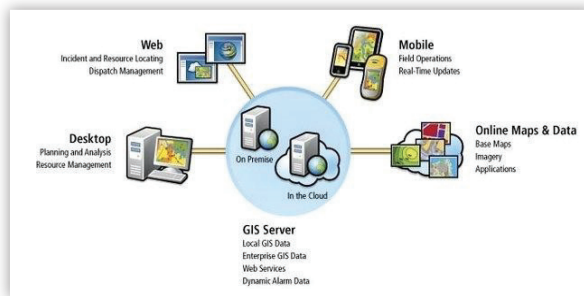 Web
Incident and Resource Locating
Dispatch Management
Mobile
Field Operations
Real-Time Updates
Desktop
Planning and Analysis
Resource Management
On Premise
In the Cloud
Online Maps & Data
Base Maps
Imagery
Applications
GIS Server
Local GIS Data
Enterprise GIS Data
Web Services
Dynamic Alarm Data